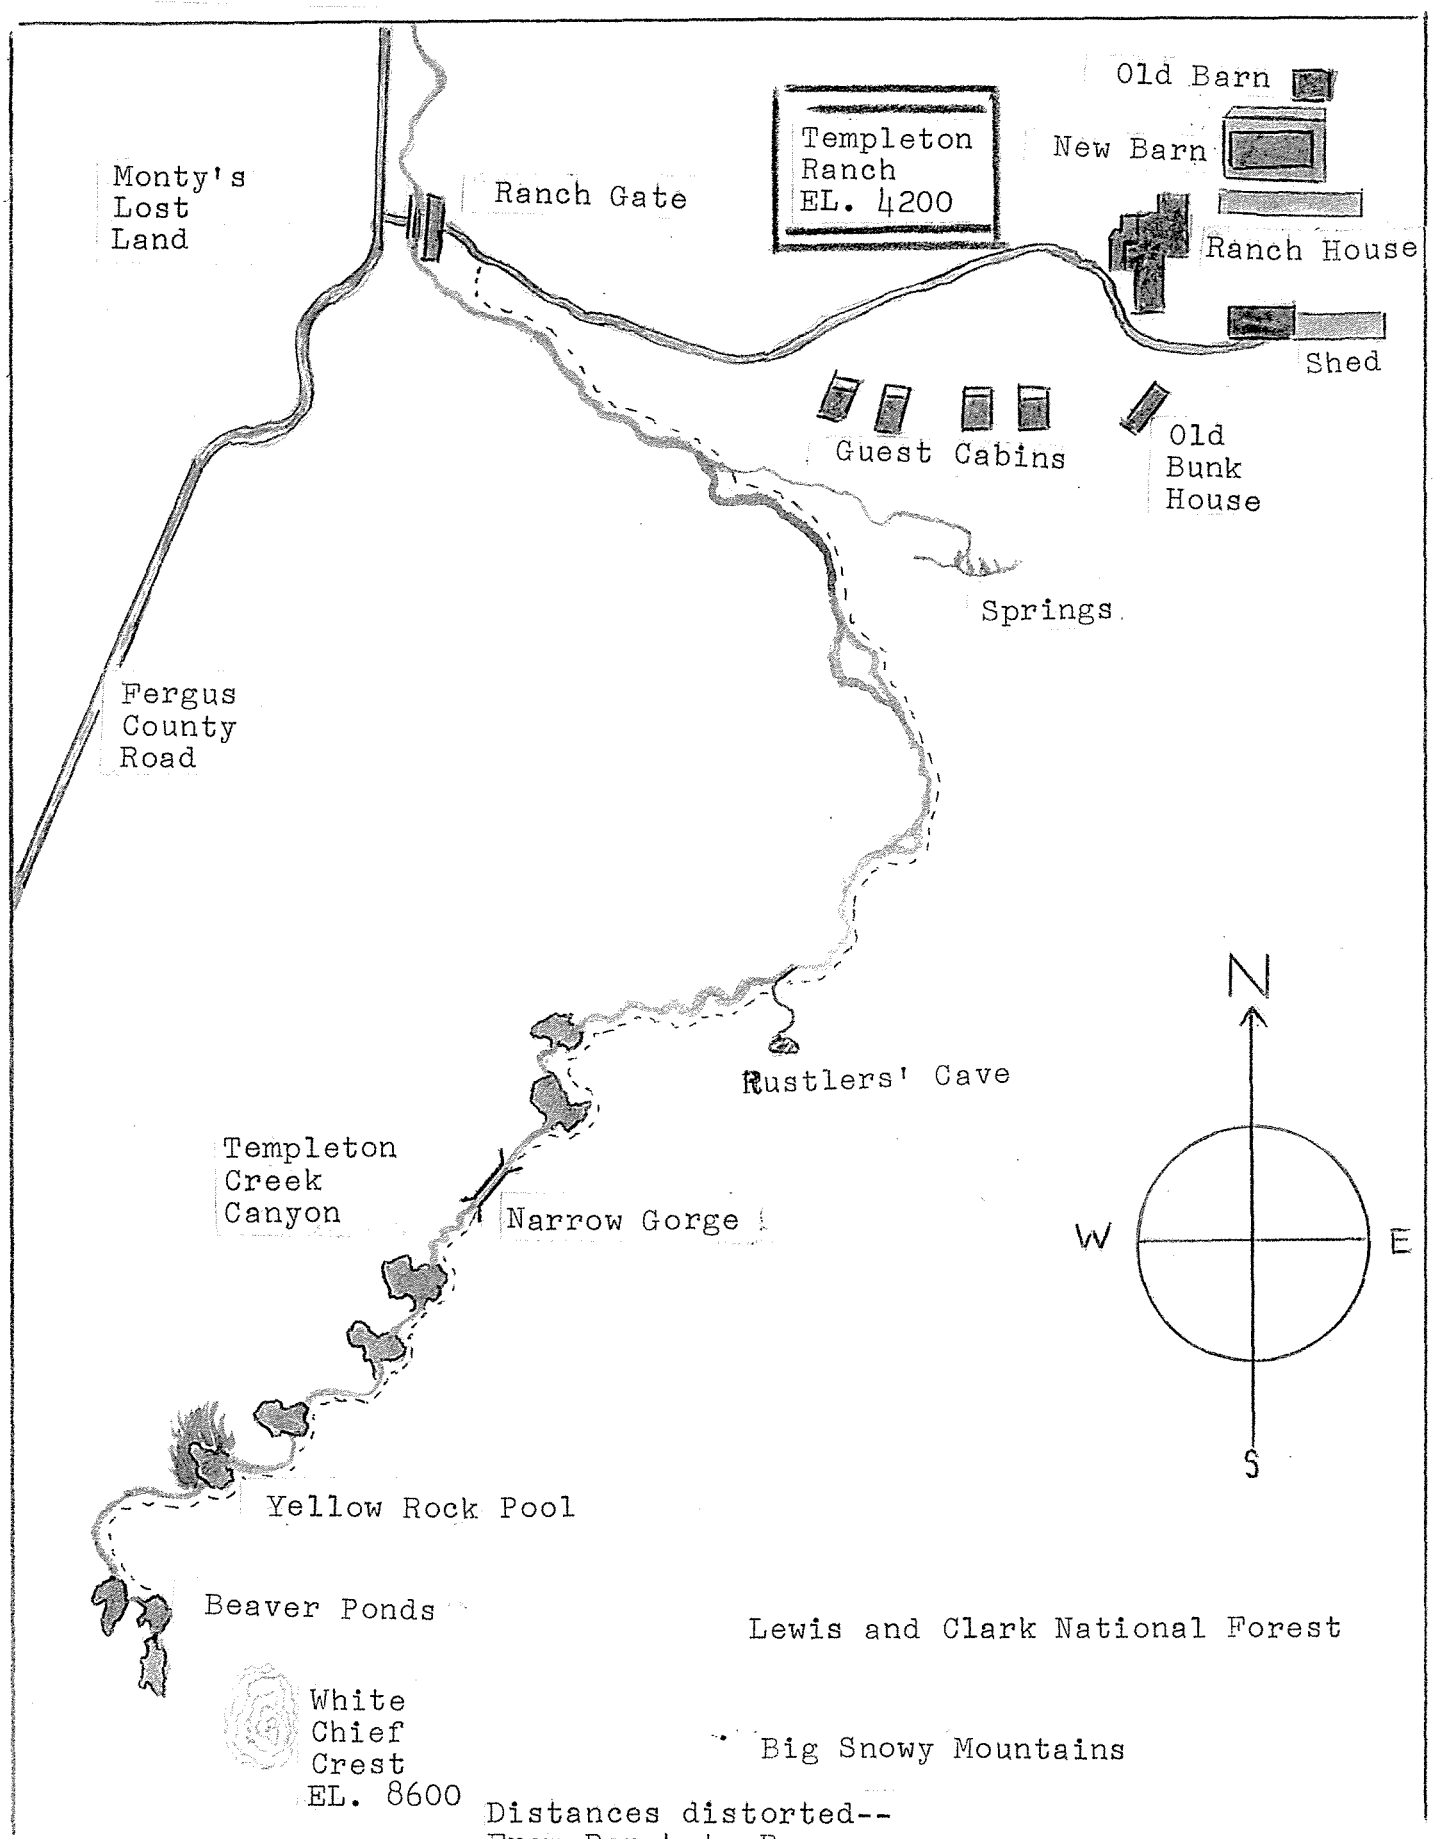 Old Barn
Templeton
Ranch
EL. 4200
New Barn
Monty's
Lost
Land
Ranch Gate
Ranch House
Shed
Guest Cabins
Old
Bunk
House
Springs
Fergus
County
Road
N
Rustlers' Cave
Templeton
Creek
Canyon
Narrow Gorge
W
E
S
Yellow Rock Pool
Beaver Ponds
Lewis and Clark National Forest
White
Chief
Crest
EL. 8600
Big Snowy Mountains
Distances distorted--